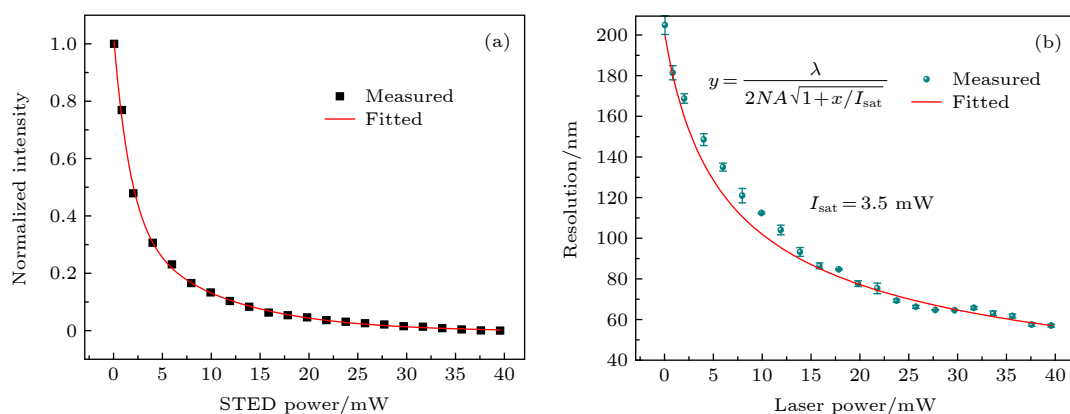 (a)
Normalized intensity
1.0
0.8
0.6
0.4
0.2
0
Measured
Fitted
0 5 10 15 20 25 30 35 40
STED power/mW
(b)
Resolution/nm
200
180
160
140
120
100
80
60
40
y = λ / 2NA√1+x/I_sat
Measured
Fitted
I_sat = 3.5 mW
0 5 10 15 20 25 30 35 40
Laser power/mW